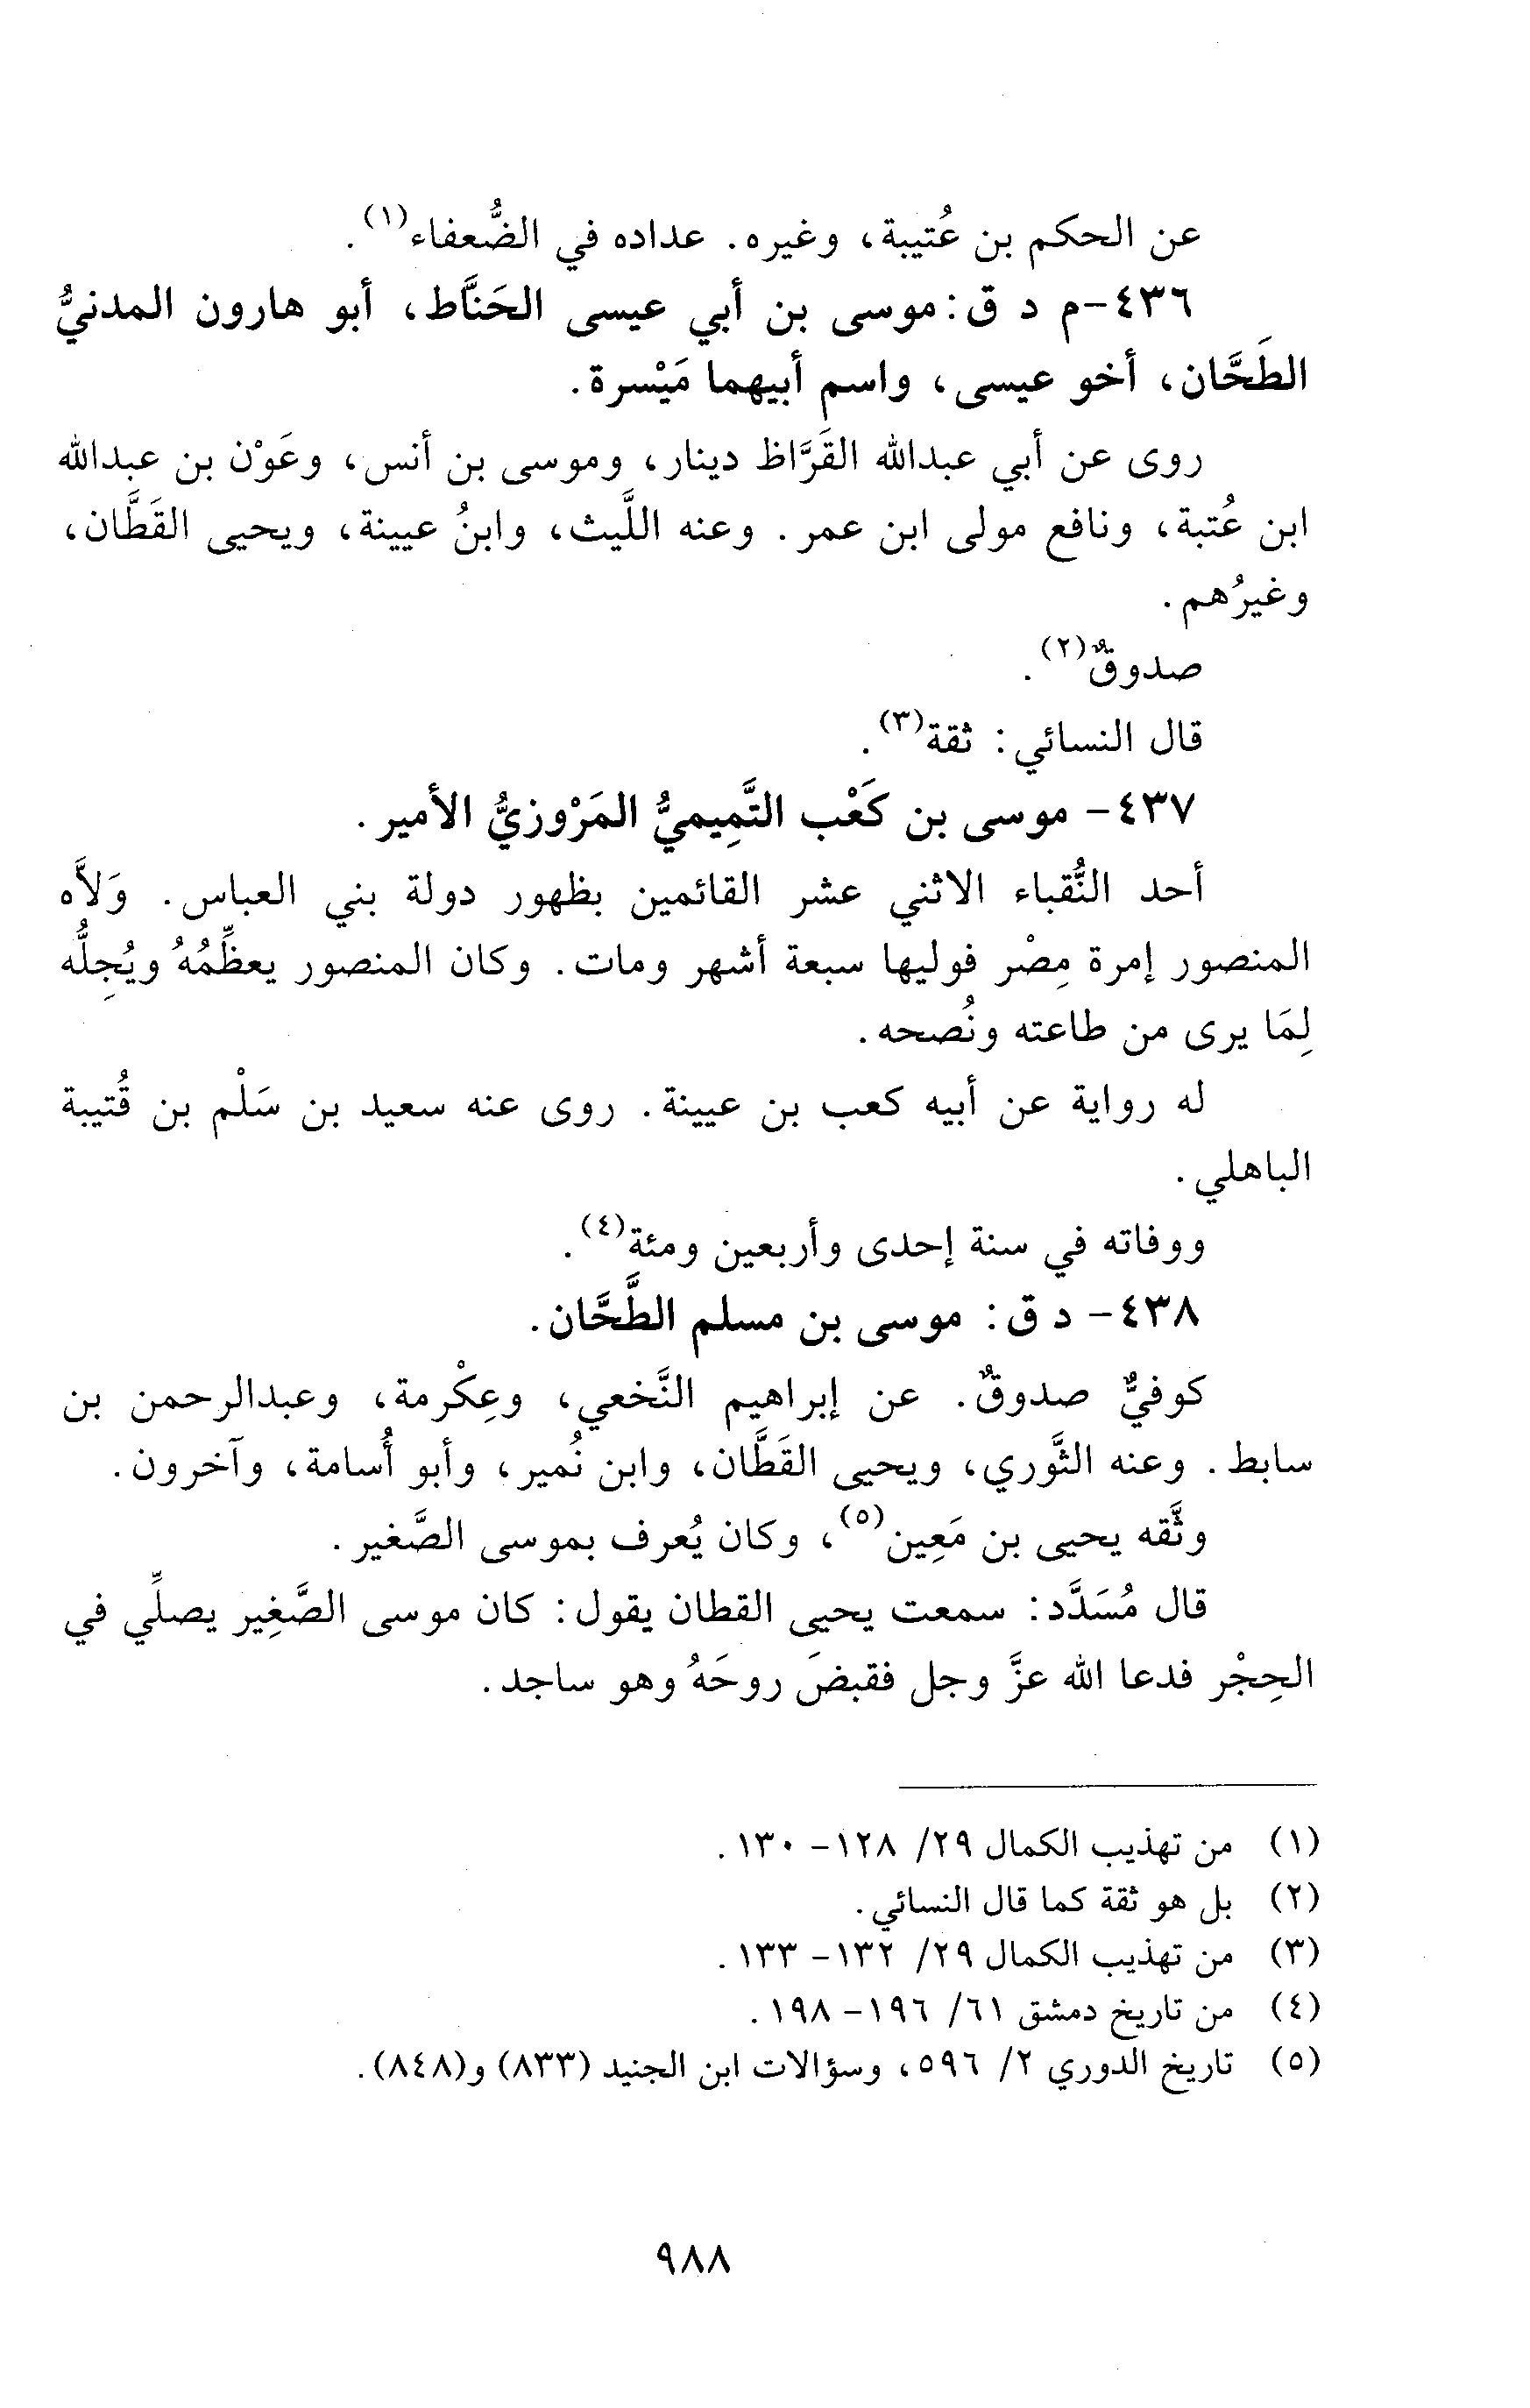 عن الحكم بن عُتيبة، وغيره. عداده في الضُّعفاء(١).
٤٣٦-م د ق: موسى بن أبي عيسى الحَنَّاط، أبو هارون المدنيُّ
الطَحَّان، أخو عيسى، واسم أبيهما مَيْسرة.
روى عن أبي عبدالله القَرَّاظ دينار، وموسى بن أنس، وعَوْن بن عبدالله
ابن عُتبة، ونافع مولى ابن عمر. وعنه اللَّيث، وابنُ عيينة، ويحيى القَطَّان،
وغيرُهم.
صدوقٌ(٢).
قال النسائي: ثقة(٣).
٤٣٧- موسى بن كَعْب التَّمِيميُّ المَرْوزيُّ الأمير.
أحد النُّقباء الاثني عشر القائمين بظهور دولة بني العباس. وَلاَّه
المنصور إمرة مِصْر فوليها سبعة أشهر ومات. وكان المنصور يعظِّمُهُ ويُجِلُّه
لِمَا يرى من طاعته ونُصحه.
له رواية عن أبيه كعب بن عيينة. روى عنه سعيد بن سَلْم بن قُتيبة
الباهلي.
ووفاته في سنة إحدى وأربعين ومئة(٤).
٤٣٨- د ق: موسى بن مسلم الطَّحَّان.
كوفيٌّ صدوقٌ. عن إبراهيم النَّخعي، وعِكْرمة، وعبدالرحمن بن
سابط. وعنه الثَّوري، ويحيى القَطَّان، وابن نُمير، وأبو أُسامة، وآخرون.
وثَّقه يحيى بن مَعِين(٥)، وكان يُعرف بموسى الصَّغير.
قال مُسَدَّد: سمعت يحيى القطان يقول: كان موسى الصَّغِير يصلِّي في
الحِجْر فدعا الله عزَّ وجل فقبضَ روحَهُ وهو ساجد.
(١) من تهذيب الكمال ٢٩/ ١٢٨- ١٣٠.
(٢) بل هو ثقة كما قال النسائي.
(٣) من تهذيب الكمال ٢٩/ ١٣٢- ١٣٣.
(٤) من تاريخ دمشق ٦١/ ١٩٦- ١٩٨.
(٥) تاريخ الدوري ٢/ ٥٩٦، وسؤالات ابن الجنيد (٨٣٣) و(٨٤٨).
٩٨٨